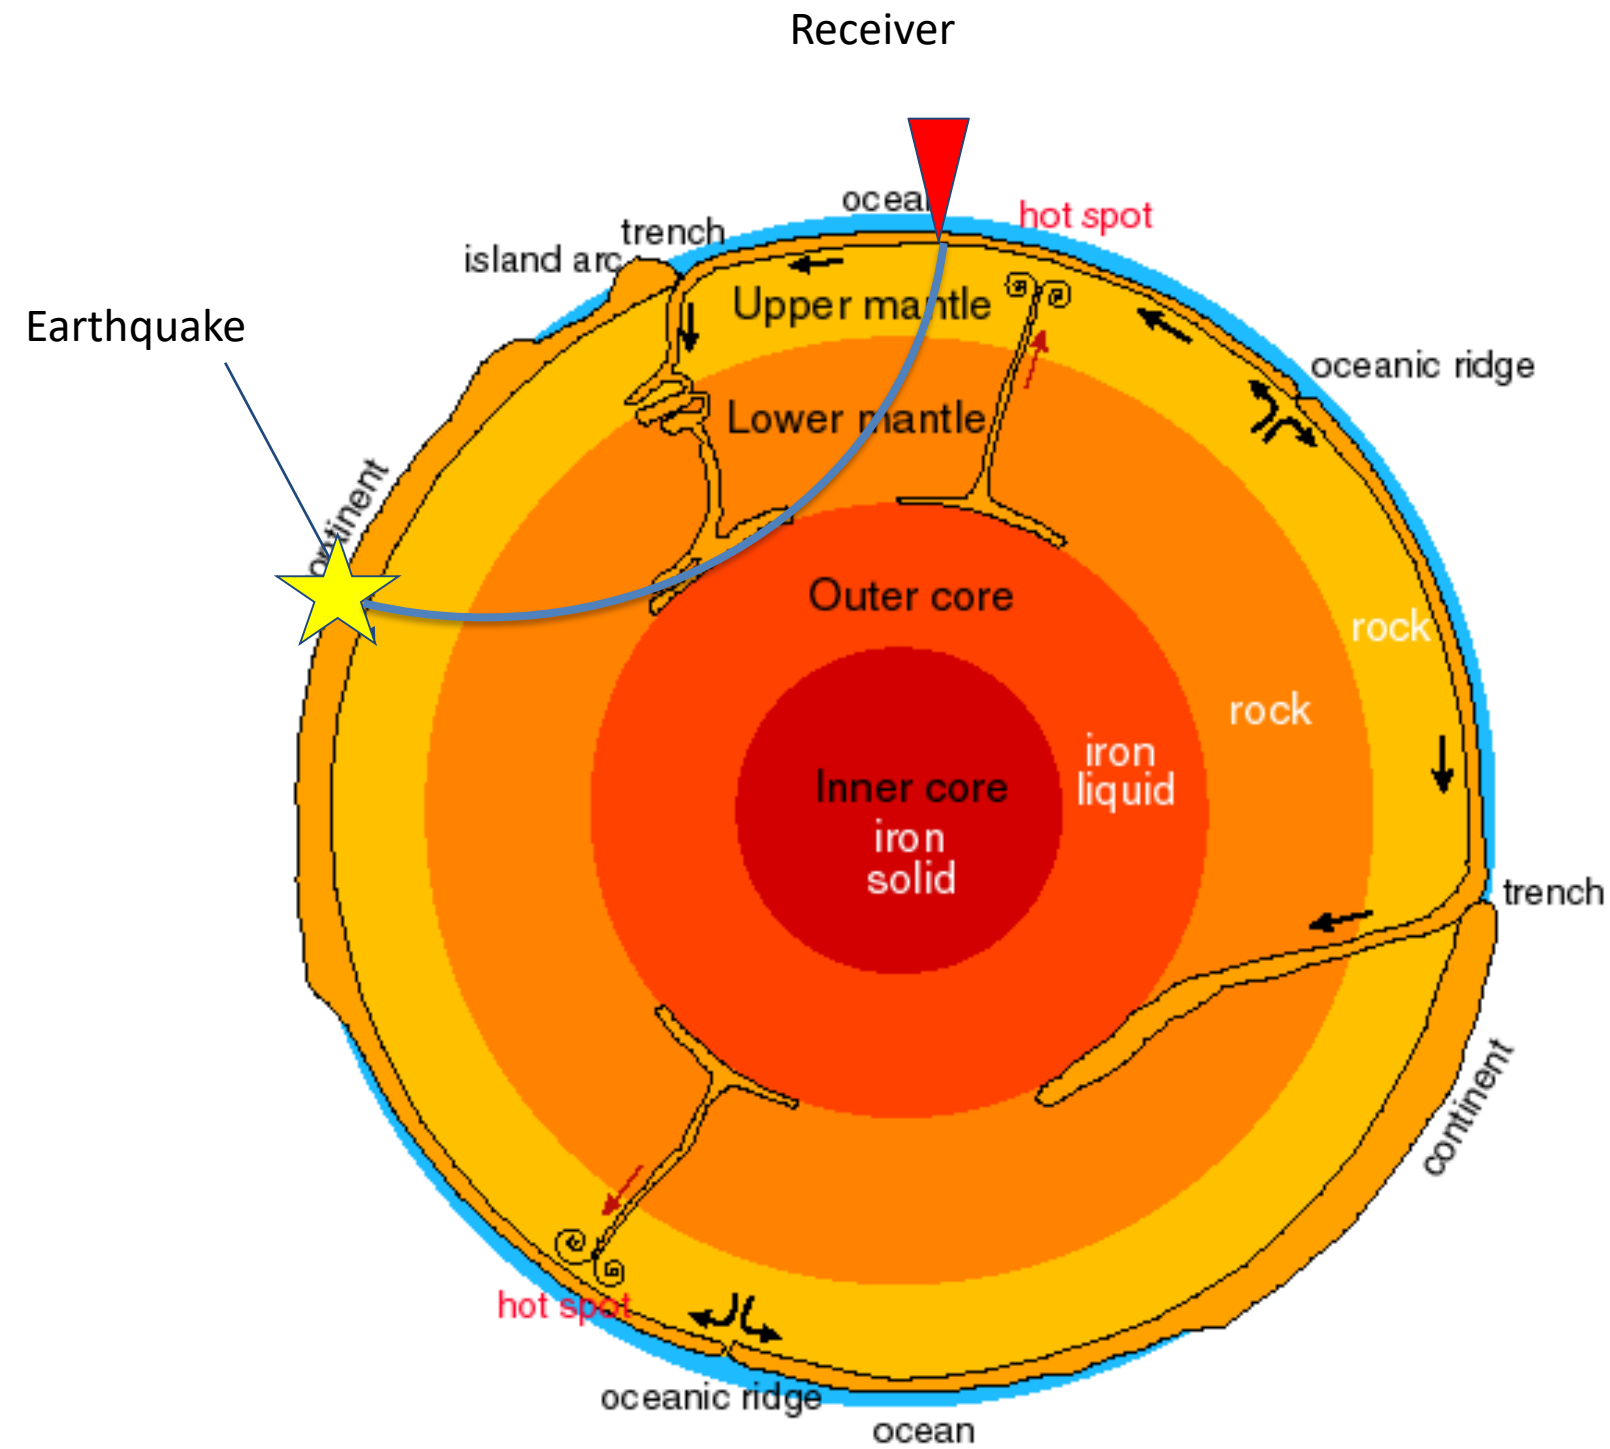 Receiver
ocean
hot spot
trench
island arc
Upper mantle
Earthquake
oceanic ridge
Lower mantle
continent
Outer core
rock
rock
iron
liquid
Inner core
iron
solid
trench
continent
hot spot
oceanic ridge
ocean